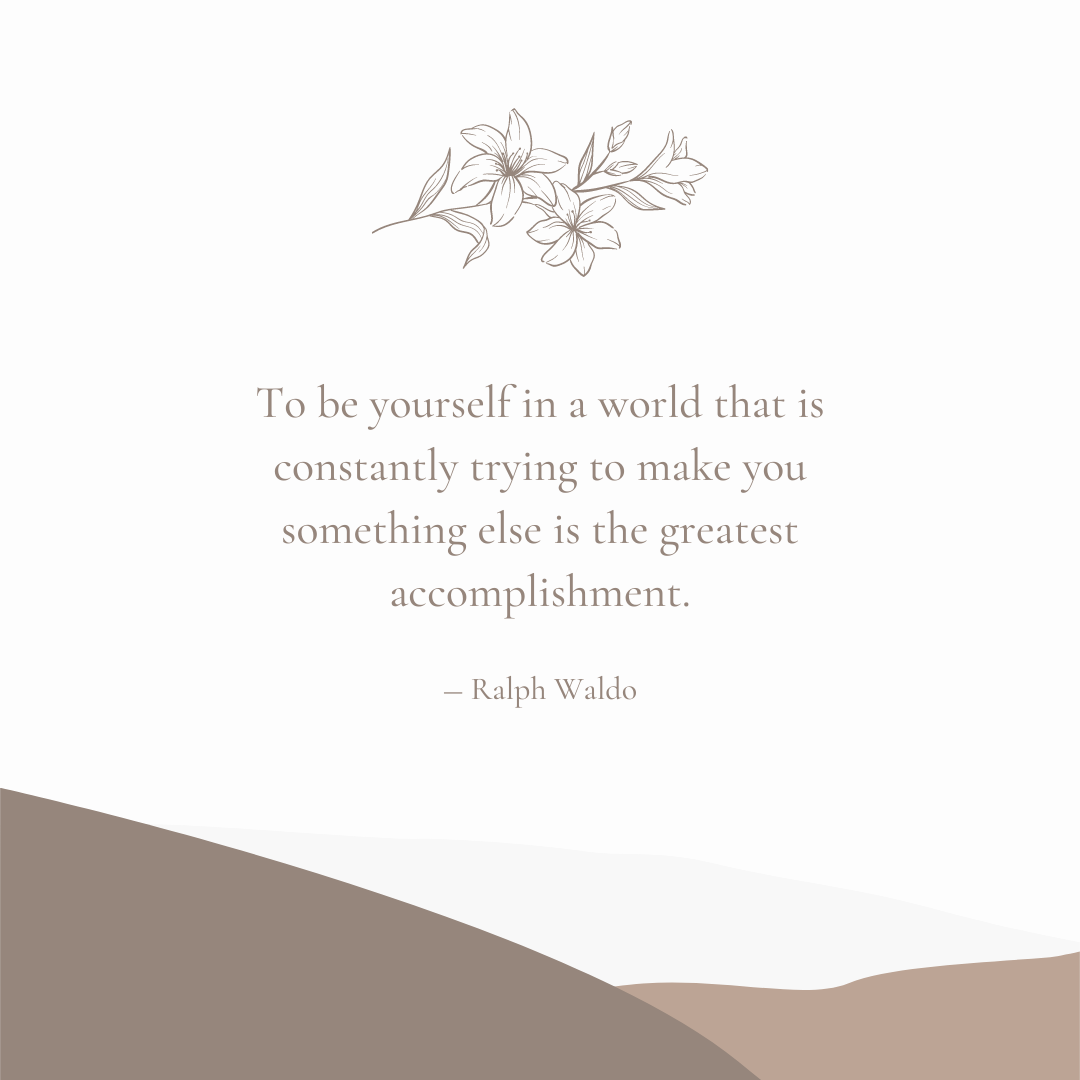 To be yourself in a world that is
constantly trying to make you
something else is the greatest
accomplishment.
— Ralph Waldo